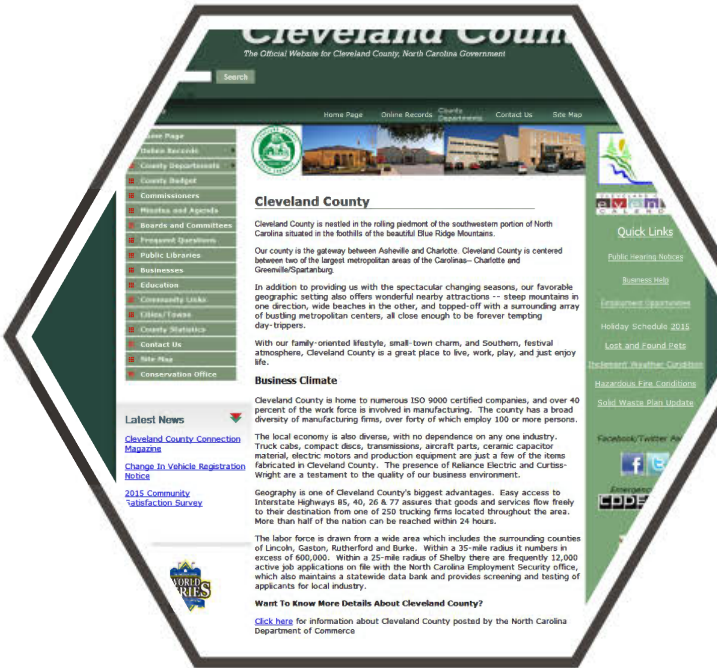 Cleveland Coun
The Official Website for Cleveland County, North Carolina Government
Search
Home Page Online Records County Departments Contact Us Site Map
Home Page
Online Records
County Departments
County Budget
Commissioners
Minutes and Agenda
Boards and Committees
Frequent Questions
Public Libraries
Businesses
Education
Community Links
Cities/Towns
County Statistics
Contact Us
Site Map
Conservation Office
Latest News
Cleveland County Connection
Magazine
Change In Vehicle Registration
Notice
2015 Community
Satisfaction Survey
WORLD
SERIES
Cleveland County
Cleveland County is nestled in the rolling piedmont of the southwestern portion of North
Carolina situated in the foothills of the beautiful Blue Ridge Mountains.
Our county is the gateway between Asheville and Charlotte. Cleveland County is centered
between two of the largest metropolitan areas of the Carolinas-- Charlotte and
Greenville/Spartanburg.
In addition to providing us with the spectacular changing seasons, our favorable
geographic setting also offers wonderful nearby attractions -- steep mountains in
one direction, wide beaches in the other, and topped-off with a surrounding array
of bustling metropolitan centers, all close enough to be forever tempting
day-trippers.
With our family-oriented lifestyle, small-town charm, and Southern, festival
atmosphere, Cleveland County is a great place to live, work, play, and just enjoy
life.
Business Climate
Cleveland County is home to numerous ISO 9000 certified companies, and over 40
percent of the work force is involved in manufacturing. The county has a broad
diversity of manufacturing firms, over forty of which employ 100 or more persons.
The local economy is also diverse, with no dependence on any one industry.
Truck cabs, compact discs, transmissions, aircraft parts, ceramic capacitor
material, electric motors and production equipment are just a few of the items
fabricated in Cleveland County. The presence of Reliance Electric and Curtiss-
Wright are a testament to the quality of our business environment.
Geography is one of Cleveland County's biggest advantages. Easy access to
Interstate Highways 85, 40, 26 & 77 assures that goods and services flow freely
to their destination from one of 250 trucking firms located throughout the area.
More than half of the nation can be reached within 24 hours.
The labor force is drawn from a wide area which includes the surrounding counties
of Lincoln, Gaston, Rutherford and Burke. Within a 35-mile radius it numbers in
excess of 600,000. Within a 25-mile radius of Shelby there are frequently 12,000
active job applications on file with the North Carolina Employment Security office,
which also maintains a statewide data bank and provides screening and testing of
applicants for local industry.
Want To Know More Details About Cleveland County?
Click here for information about Cleveland County posted by the North Carolina
Department of Commerce
Quick Links
Public Hearing Notices
Business Help
Employment Opportunities
Holiday Schedule 2015
Lost and Found Pets
Inclement Weather Condition
Hazardous Fire Conditions
Solid Waste Plan Update
Facebook/Twitter
Emergency
CODE